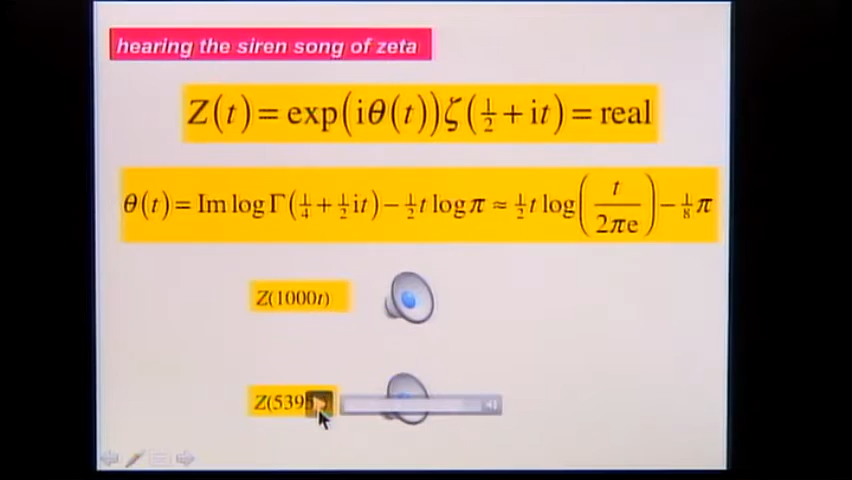 hearing the siren song of zeta
Z(t) = exp(iθ(t))ζ(½ + it) = real
θ(t) = Im log Γ(¼ + ½it) − ½t log π ≈ ½t log(t/2πe) − ⅛π
Z(1000t)